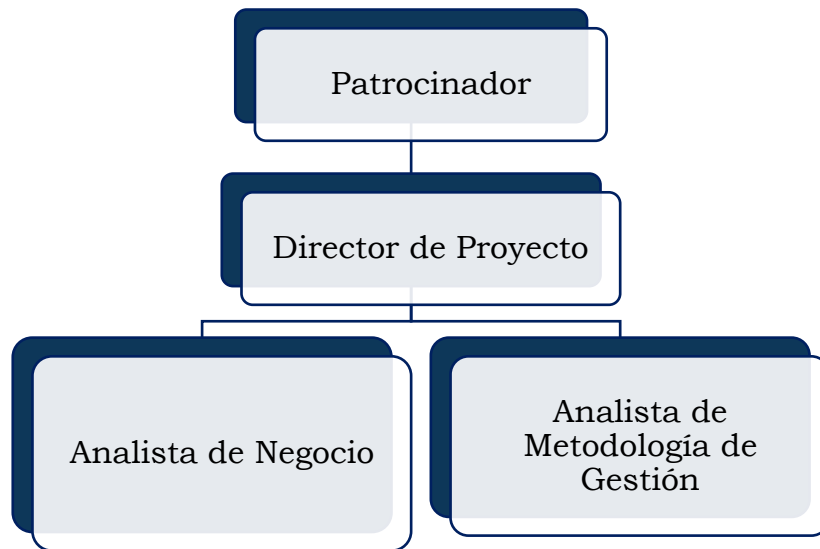 Patrocinador
Director de Proyecto
Analista de Negocio
Analista de
Metodología de
Gestión